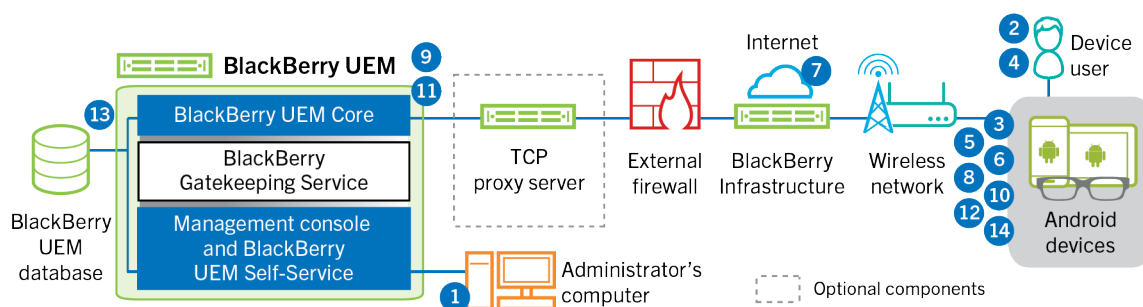 BlackBerry UEM
9
11
13
BlackBerry UEM Core
BlackBerry
Gatekeeping Service
Management console
and BlackBerry
UEM Self-Service
BlackBerry
UEM
database
1
Administrator's
computer
TCP
proxy server
External
firewall
Internet
7
BlackBerry
Infrastructure
Wireless
network
2
4
Device
user
3
5
6
8
10
12
14
Android
devices
Optional components